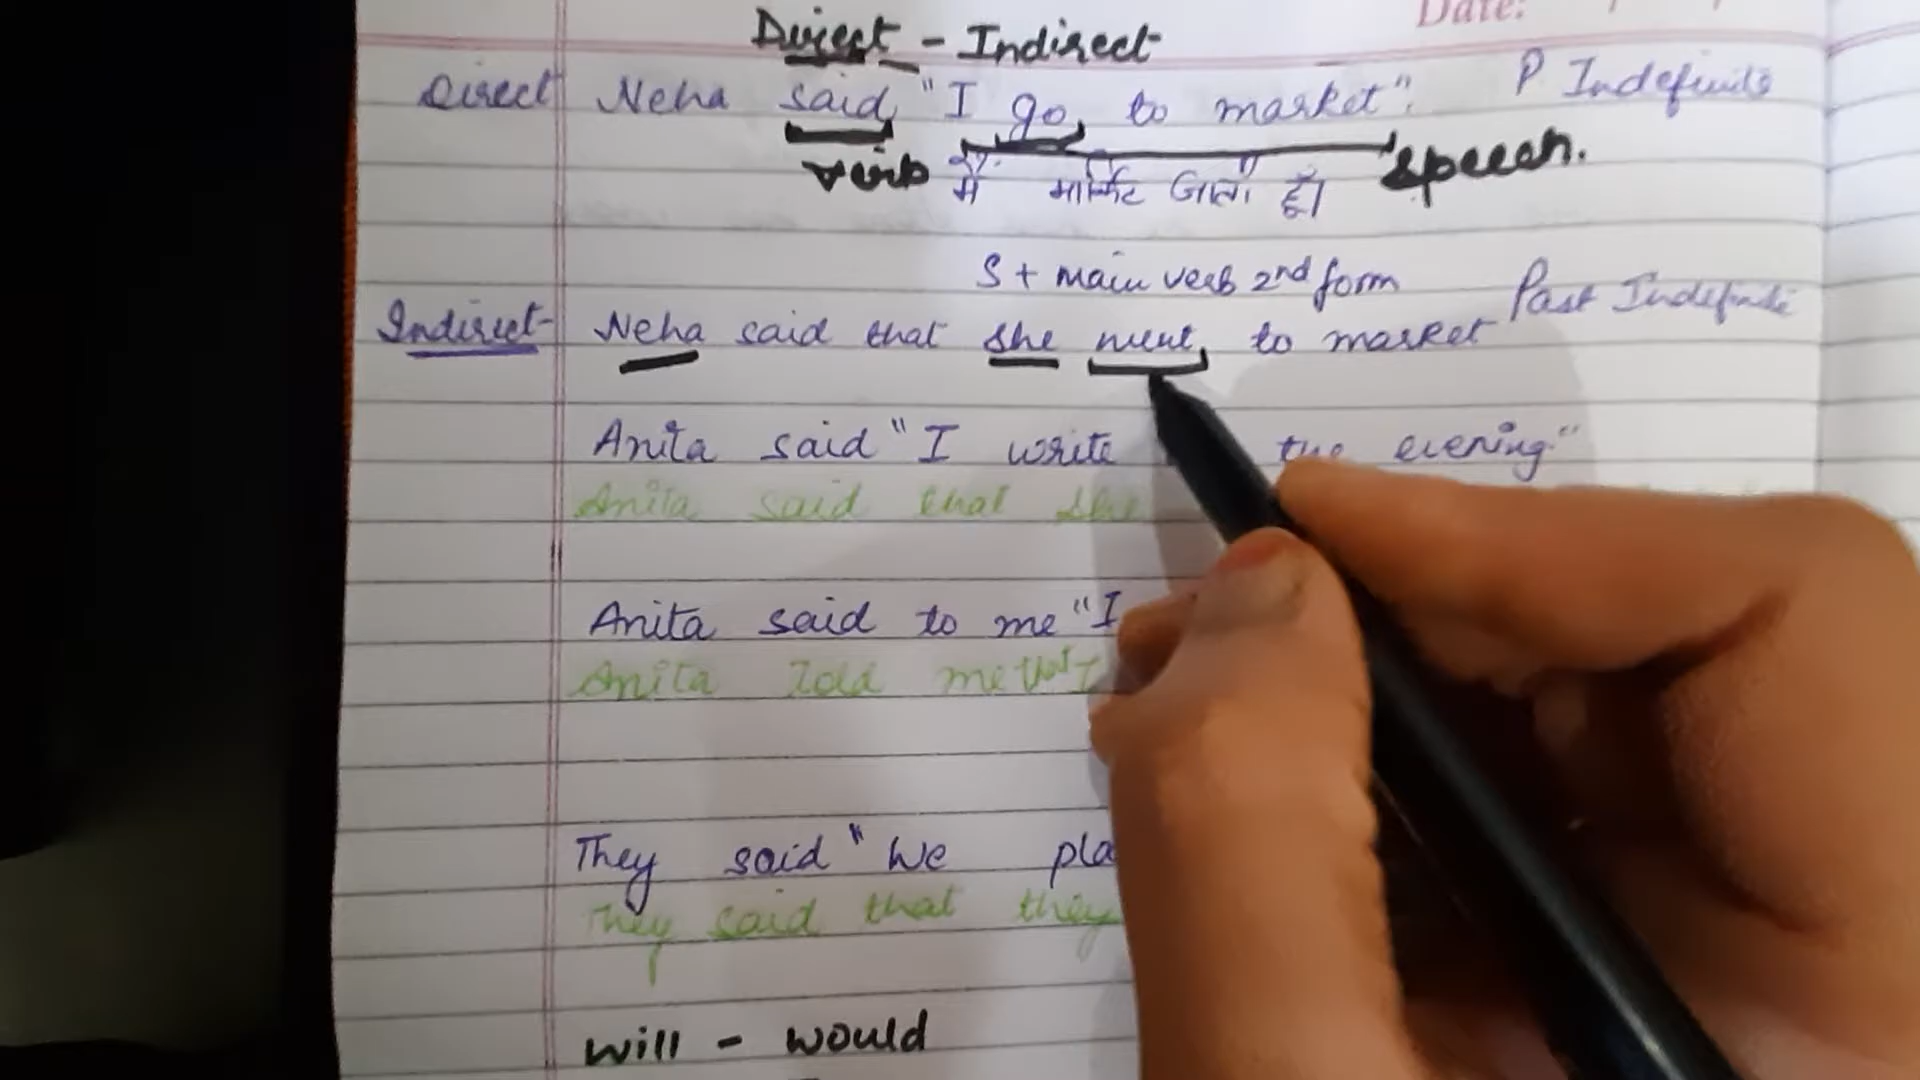 Date:
Direct - Indirect
Direct Neha said "I go to market". P Indefinite
verb speech.
मैं मार्किट जाती हूँ।
S + main verb 2nd form
Indirect- Neha said that she went to market Past Indefinite
Anita said "I write the evening."
Anita said that she
Anita said to me "I
Anita Told me that
They said "We pla
They said that they
will - would